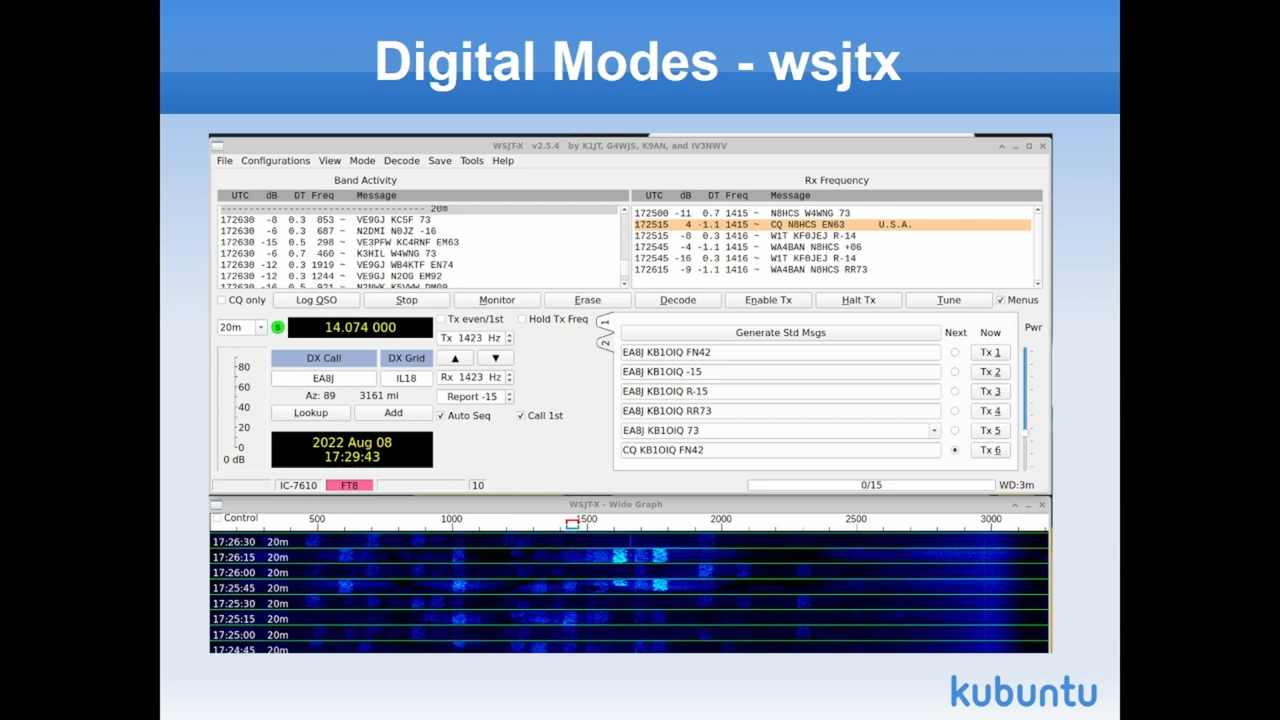 Digital Modes - wsjtx
WSJT-X v2.5.4 by K1JT, G4WJS, K9AN, and IV3NWV
File Configurations View Mode Decode Save Tools Help
Band Activity
UTC dB DT Freq Message
------------------------------------ 20m
172630 -8 0.3 853 ~ VE9GJ KC5F 73
172630 -6 0.3 687 ~ N2DMI N0JZ -16
172630 -15 0.5 298 ~ VE3PFW KC4RNF EM63
172630 -6 0.7 460 ~ K3HIL W4WNG 73
172630 -12 0.3 1919 ~ VE9GJ WB4KTF EN74
172630 -12 0.3 1244 ~ VE9GJ N2OG EM92
172630 -16 0.5 921 ~ N2NWK K5VWW DM09
Rx Frequency
UTC dB DT Freq Message
172500 -11 0.7 1415 ~ N8HCS W4WNG 73
172515 4 -1.1 1415 ~ CQ N8HCS EN63 U.S.A.
172515 -8 0.3 1416 ~ W1T KF0JEJ R-14
172545 -4 -1.1 1415 ~ WA4BAN N8HCS +06
172545 -16 0.3 1416 ~ W1T KF0JEJ R-14
172615 -9 -1.1 1416 ~ WA4BAN N8HCS RR73
CQ only Log QSO Stop Monitor Erase Decode Enable Tx Halt Tx Tune Menus
20m S 14.074 000
Tx even/1st Hold Tx Freq
Tx 1423 Hz
DX Call DX Grid
EA8J IL18
Rx 1423 Hz
Az: 89 3161 mi
Report -15
Lookup Add
Auto Seq Call 1st
-80
-60
-40
-20
-0
0 dB
2022 Aug 08
17:29:43
1
2
Generate Std Msgs Next Now Pwr
EA8J KB1OIQ FN42 Tx 1
EA8J KB1OIQ -15 Tx 2
EA8J KB1OIQ R-15 Tx 3
EA8J KB1OIQ RR73 Tx 4
EA8J KB1OIQ 73 Tx 5
CQ KB1OIQ FN42 Tx 6
IC-7610 FT8 10 0/15 WD:3m
WSJT-X - Wide Graph
Control 500 1000 1500 2000 2500 3000
17:26:30 20m
17:26:15 20m
17:26:00 20m
17:25:45 20m
17:25:30 20m
17:25:15 20m
17:25:00 20m
17:24:45 20m
kubuntu